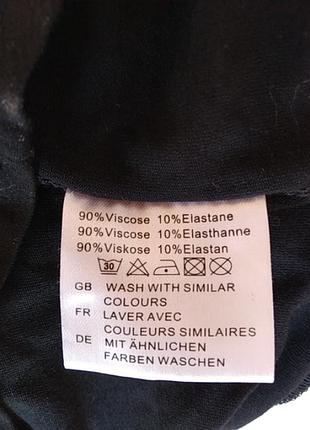 90%Viscose 10%Elastane
90%Viscose 10%Elasthanne
90%Viskose 10%Elastan
30
GB WASH WITH SIMILAR
COLOURS
FR LAVER AVEC
COULEURS SIMILAIRES
DE MIT ÄHNLICHEN
FARBEN WASCHEN